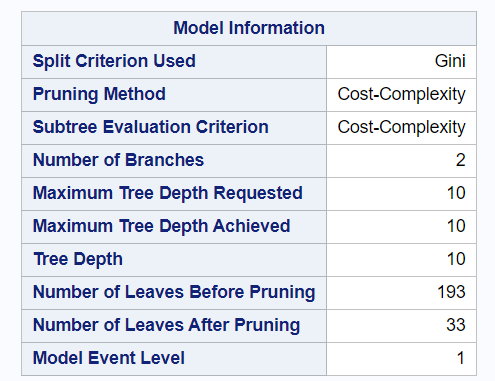 Model Information
Split Criterion Used Gini
Pruning Method Cost-Complexity
Subtree Evaluation Criterion Cost-Complexity
Number of Branches 2
Maximum Tree Depth Requested 10
Maximum Tree Depth Achieved 10
Tree Depth 10
Number of Leaves Before Pruning 193
Number of Leaves After Pruning 33
Model Event Level 1